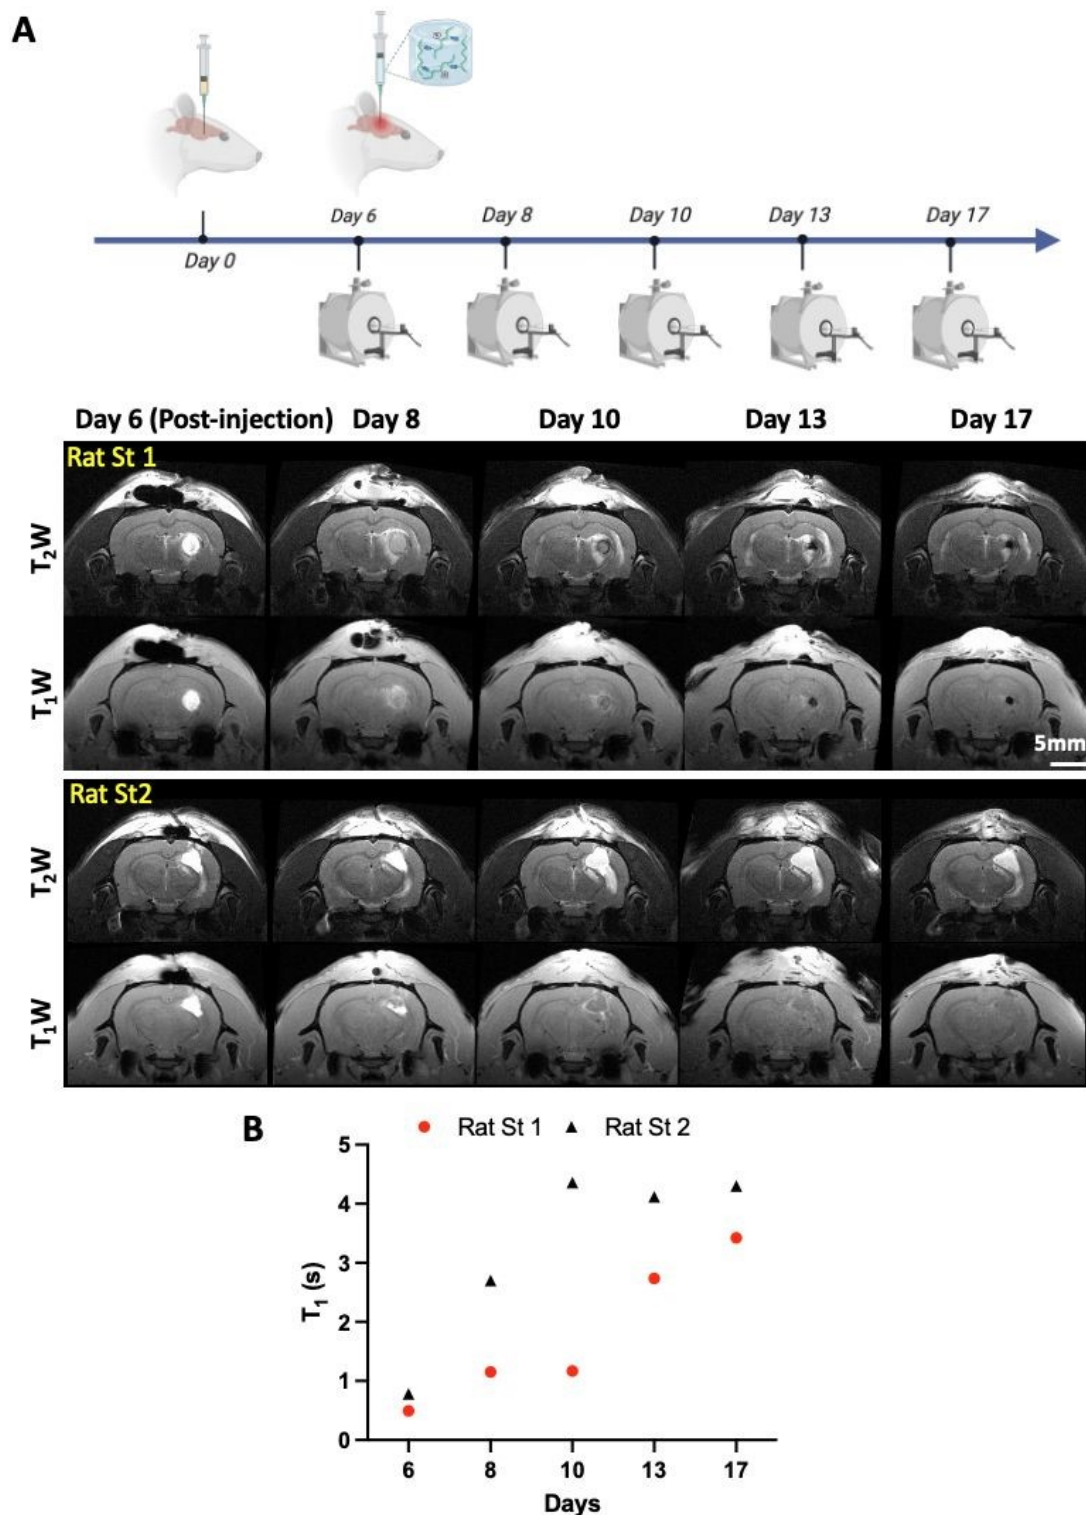 A
Day 0
Day 6
Day 8
Day 10
Day 13
Day 17
Day 6 (Post-injection)
Day 8
Day 10
Day 13
Day 17
Rat St 1
T₂W
T₁W
5mm
Rat St2
T₂W
T₁W
B
Rat St 1
Rat St 2
T₁ (s)
5
4
3
2
1
0
6 8 10 13 17
Days